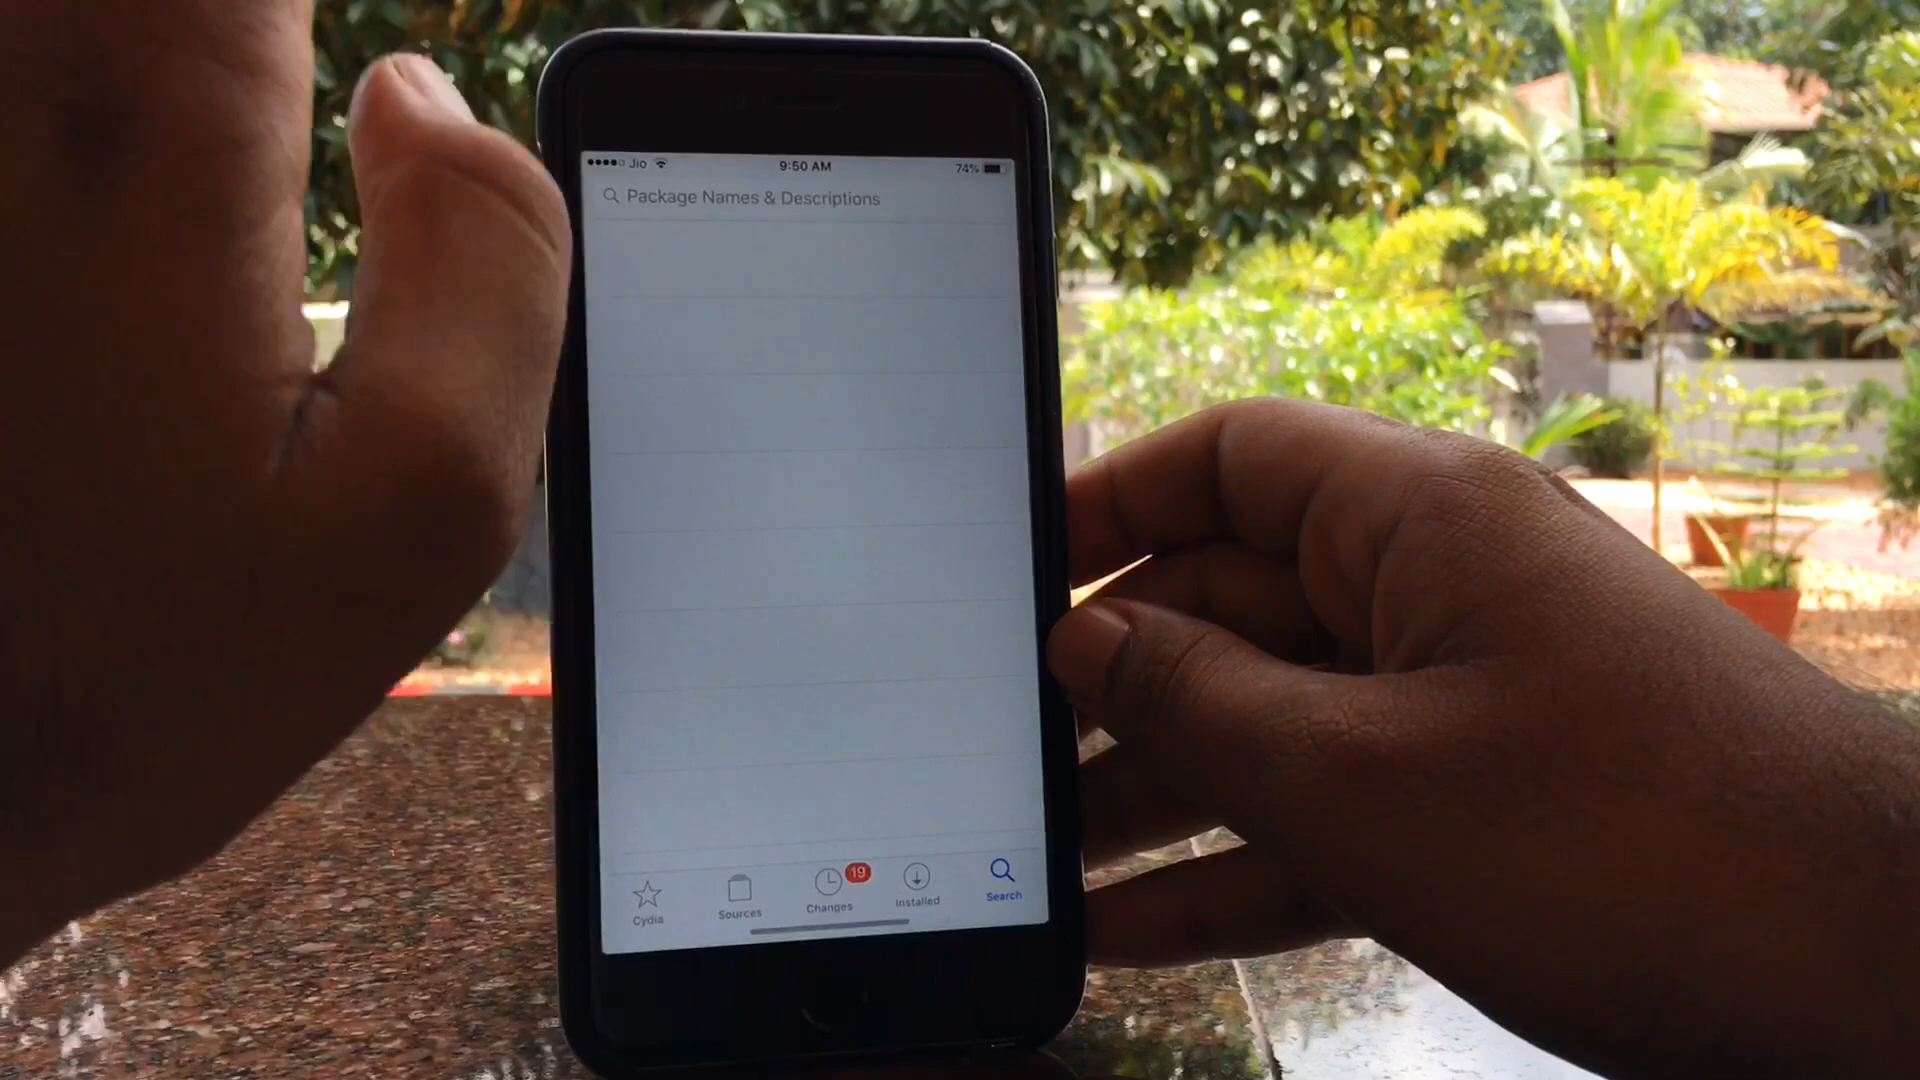 Jio 9:50 AM 74%
Package Names & Descriptions
19
Cydia Sources Changes Installed Search